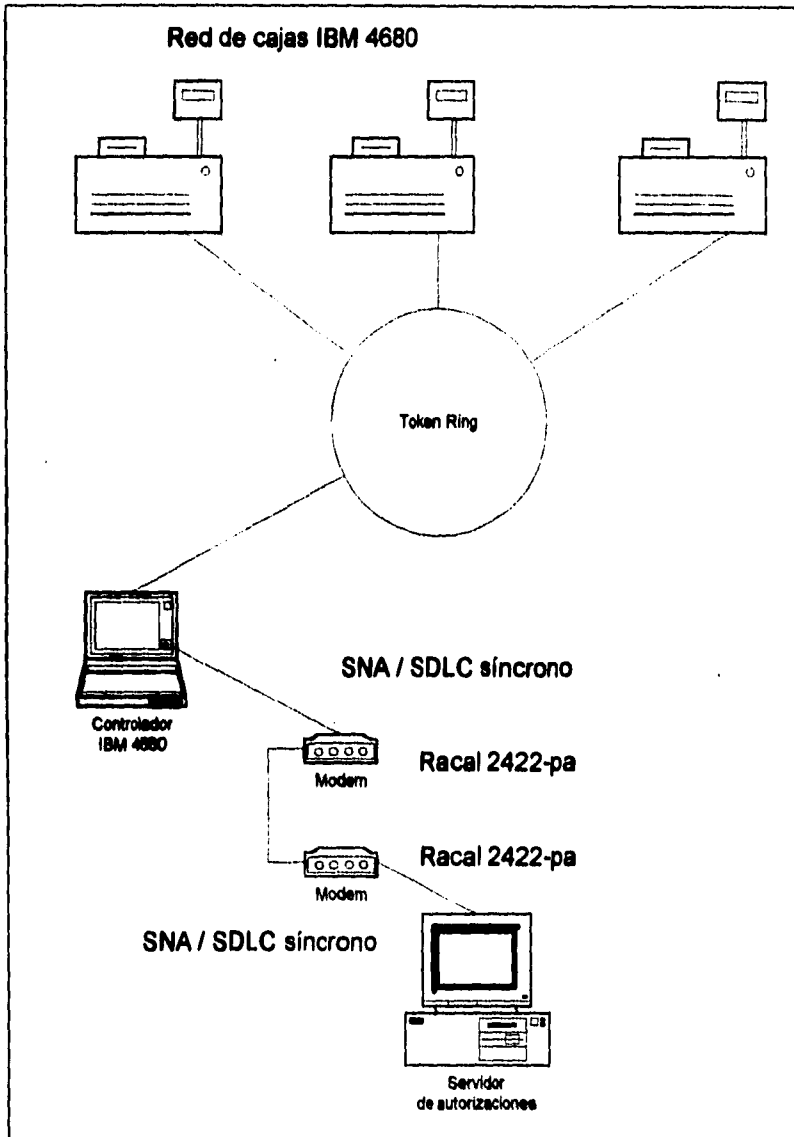 Red de cajas IBM 4680
Token Ring
Controlador
IBM 4680
SNA / SDLC síncrono
Modem
Racal 2422-pa
Modem
Racal 2422-pa
SNA / SDLC síncrono
Servidor
de autorizaciones